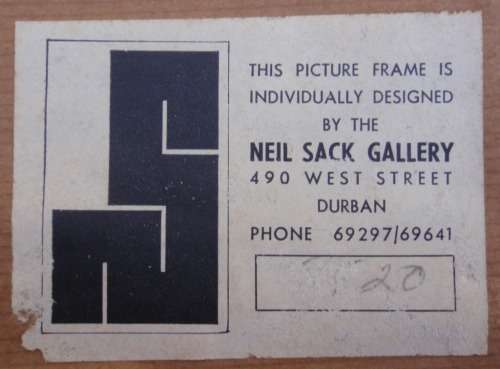 THIS PICTURE FRAME IS
INDIVIDUALLY DESIGNED
BY THE
NEIL SACK GALLERY
490 WEST STREET
DURBAN
PHONE 69297/69641
20